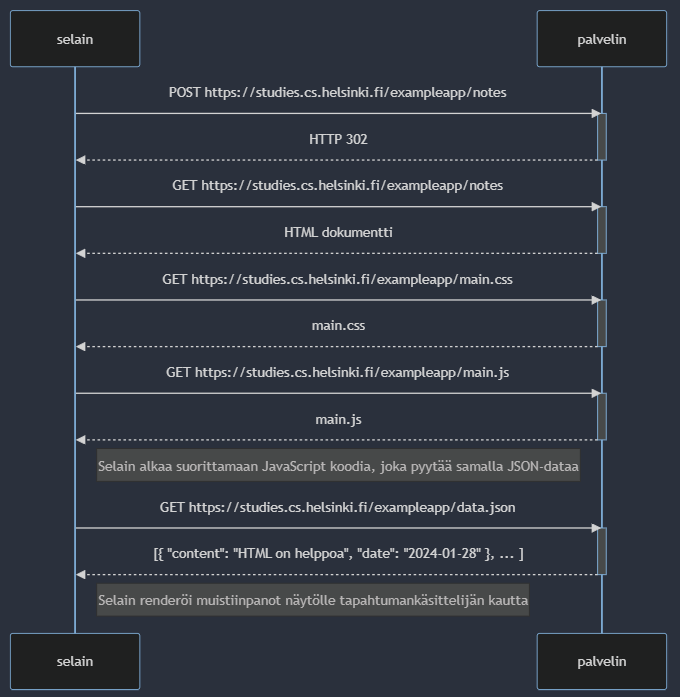 selain
palvelin
POST https://studies.cs.helsinki.fi/exampleapp/notes
HTTP 302
GET https://studies.cs.helsinki.fi/exampleapp/notes
HTML dokumentti
GET https://studies.cs.helsinki.fi/exampleapp/main.css
main.css
GET https://studies.cs.helsinki.fi/exampleapp/main.js
main.js
Selain alkaa suorittamaan JavaScript koodia, joka pyytää samalla JSON-dataa
GET https://studies.cs.helsinki.fi/exampleapp/data.json
[{ "content": "HTML on helppoa", "date": "2024-01-28" }, ... ]
Selain renderöi muistiinpanot näytölle tapahtumankäsittelijän kautta
selain
palvelin